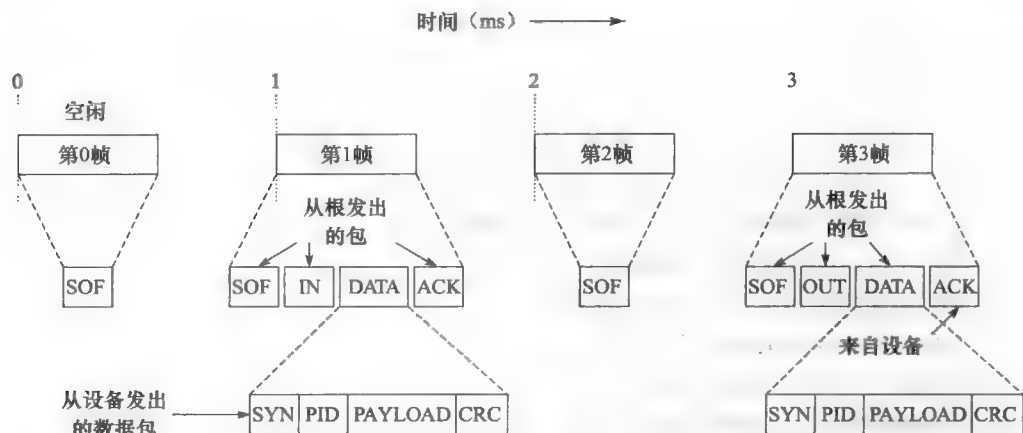 时间（ms）
0 1 2 3
空闲
第0帧 第1帧 第2帧 第3帧
从根发出
的包
从根发出
的包
SOF SOF IN DATA ACK SOF SOF OUT DATA ACK
来自设备
从设备发出
的数据包
SYN PID PAYLOAD CRC SYN PID PAYLOAD CRC